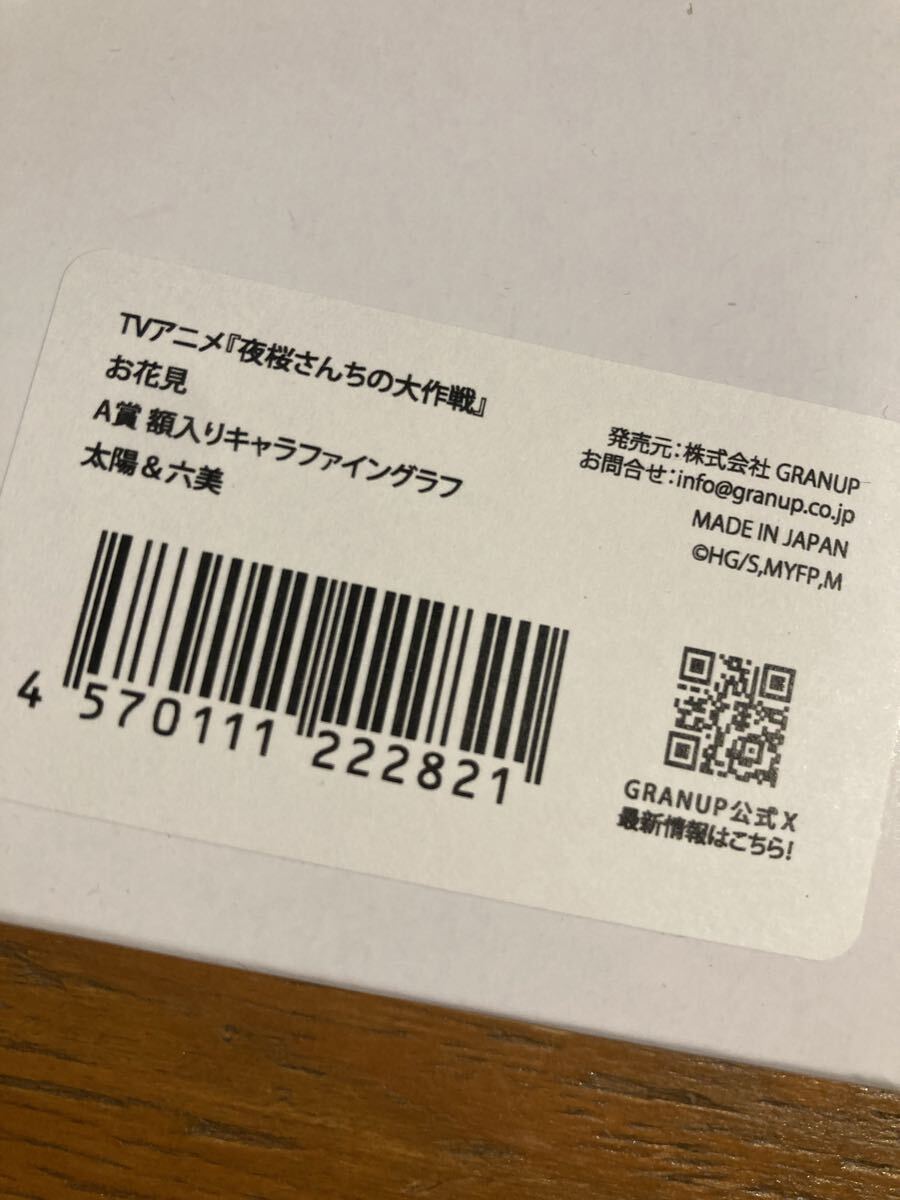 TVアニメ『夜桜さんちの大作戦』
お花見
A賞 額入りキャラファイングラフ
太陽&六美
発売元:株式会社 GRANUP
お問合せ:info@granup.co.jp
MADE IN JAPAN
©HG/S,MYFP,M
4 570111 222821
GRANUP公式 X
最新情報はこちら!